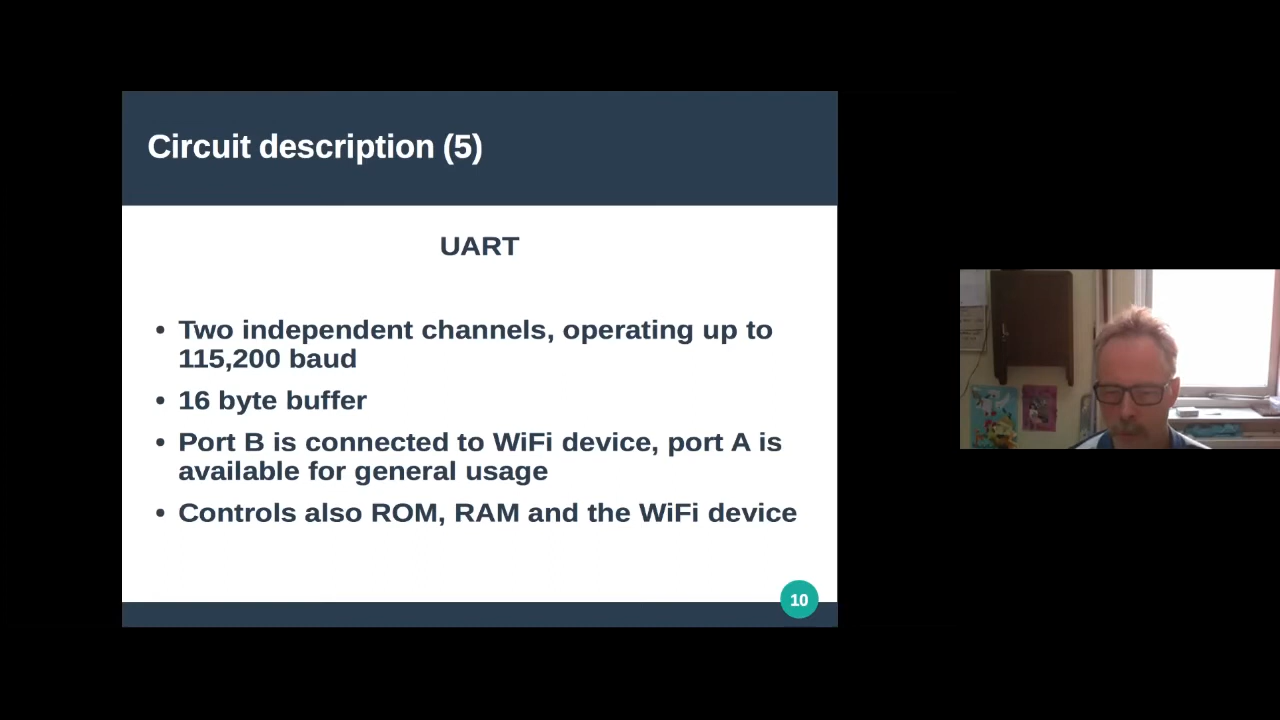 Circuit description (5)
UART
• Two independent channels, operating up to
115,200 baud
• 16 byte buffer
• Port B is connected to WiFi device, port A is
available for general usage
• Controls also ROM, RAM and the WiFi device
10